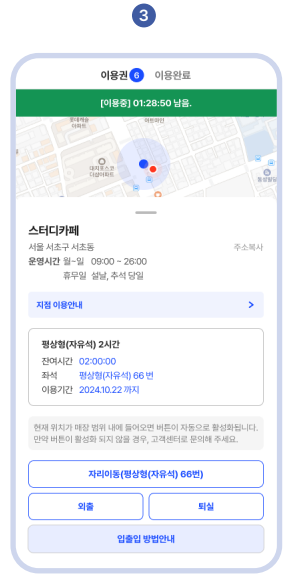 3
이용권 6 이용완료
[이용중] 01:28:50 남음.
스터디카페
서울 서초구 서초동 주소복사
운영시간 월~일 09:00 ~ 26:00
휴무일 설날, 추석 당일
지점 이용안내 >
평상형(자유석) 2시간
잔여시간 02:00:00
좌석 평상형(자유석) 66 번
이용기간 2024.10.22 까지
현재 위치가 매장 범위 내에 들어오면 버튼이 자동으로 활성화됩니다.
만약 버튼이 활성화 되지 않을 경우, 고객센터로 문의해 주세요.
자리이동(평상형(자유석) 66번)
외출 퇴실
입출입 방법안내